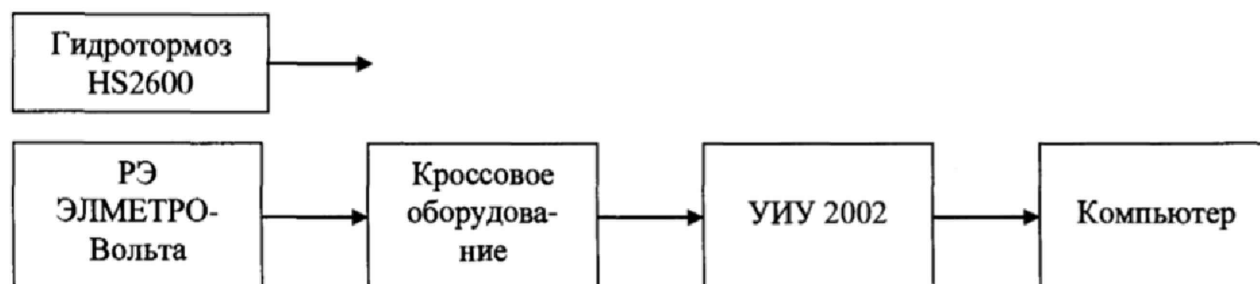 Гидротормоз
HS2600
РЭ
ЭЛМЕТРО-
Вольта
Кроссовое
оборудова-
ние
УИУ 2002
Компьютер